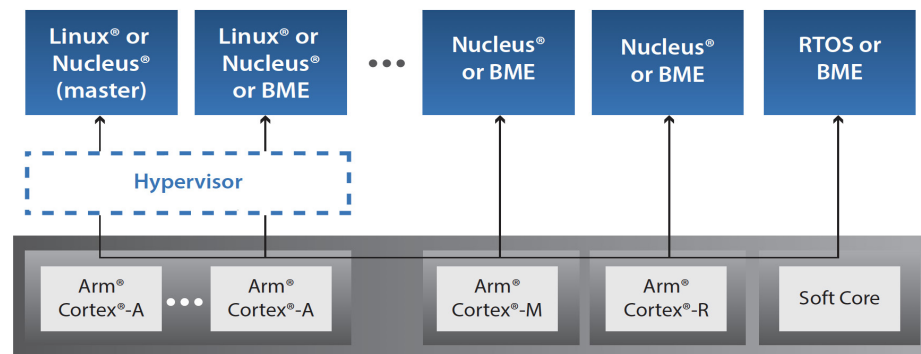 Linux® or
Nucleus®
(master)
Linux® or
Nucleus®
or BME
Nucleus®
or BME
Nucleus®
or BME
RTOS or
BME
Hypervisor
Arm®
Cortex®-A
Arm®
Cortex®-A
Arm®
Cortex®-M
Arm®
Cortex®-R
Soft Core